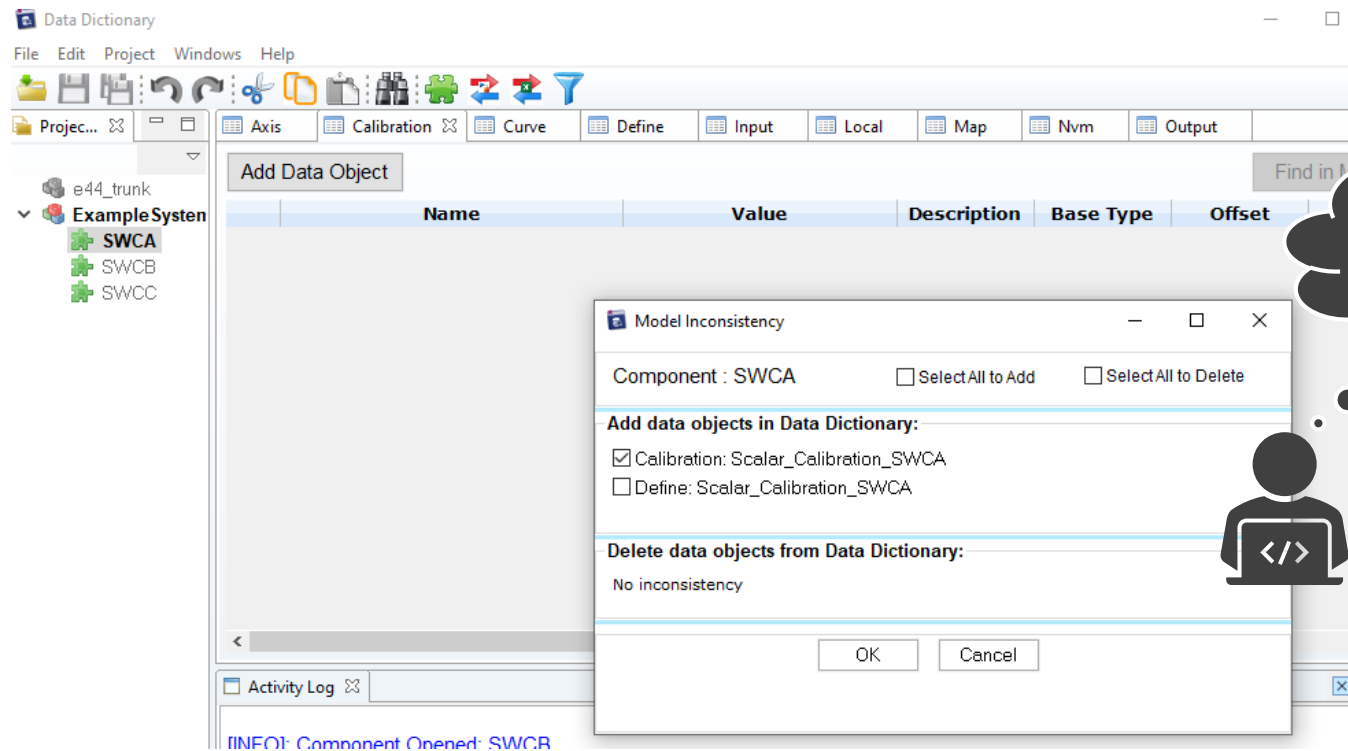 Data Dictionary
File Edit Project Windows Help
Projec... Axis Calibration Curve Define Input Local Map Nvm Output
Add Data Object Find in
e44_trunk
Name Value Description Base Type Offset
ExampleSysten
SWCA
SWCB
SWCC
Model Inconsistency
Component : SWCA Select All to Add Select All to Delete
Add data objects in Data Dictionary:
Calibration: Scalar_Calibration_SWCA
Define: Scalar_Calibration_SWCA
</>
Delete data objects from Data Dictionary:
No inconsistency
OK Cancel
Activity Log
[INFO]: Component Opened: SWCB